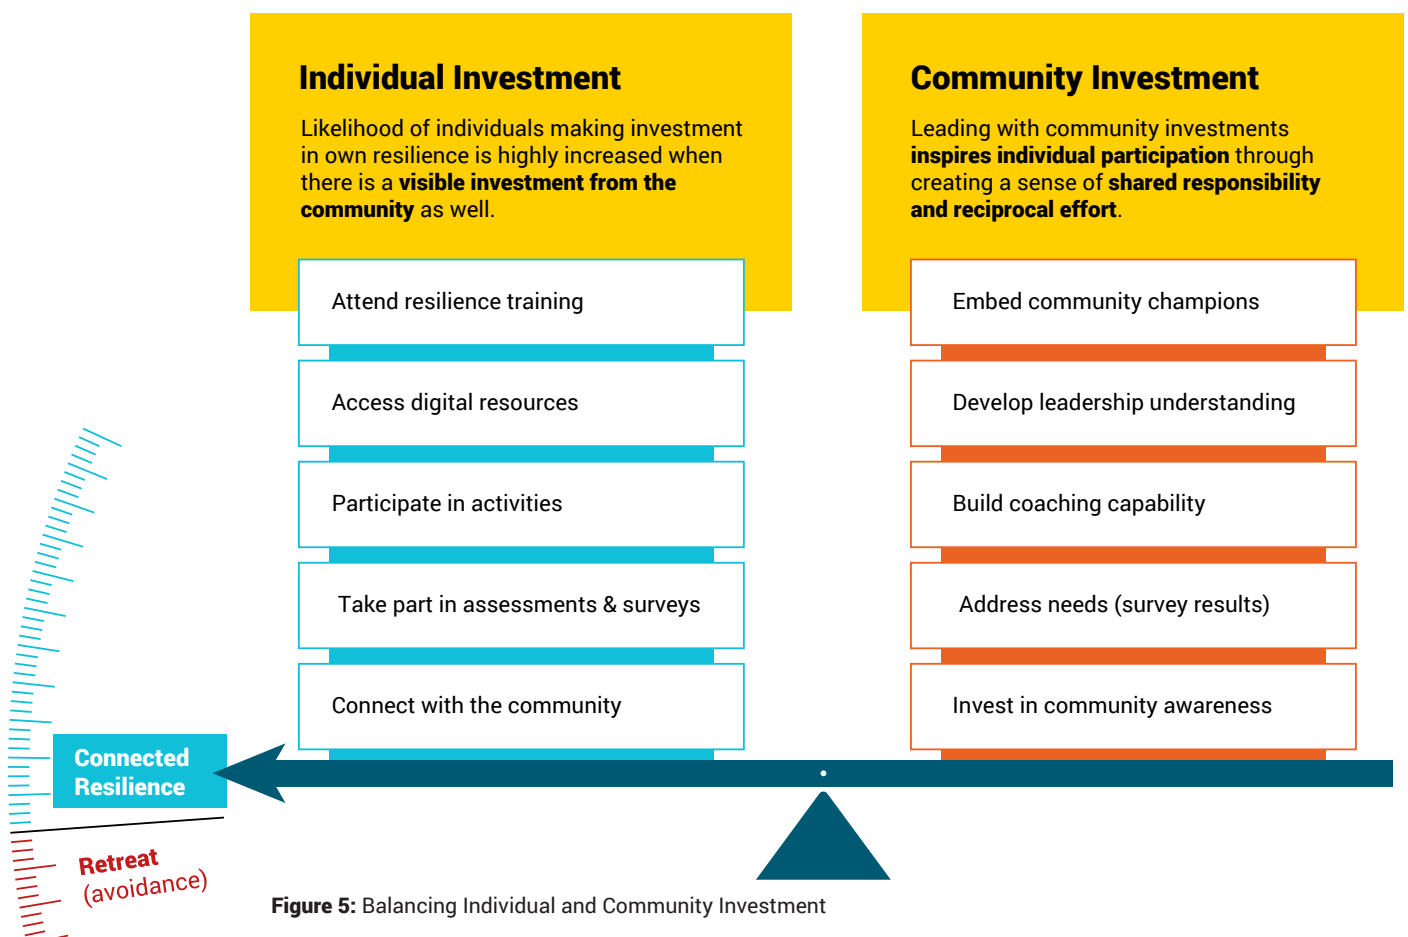 Individual Investment
Likelihood of individuals making investment
in own resilience is highly increased when
there is a visible investment from the
community as well.
Attend resilience training
Access digital resources
Participate in activities
Take part in assessments & surveys
Connect with the community
Community Investment
Leading with community investments
inspires individual participation through
creating a sense of shared responsibility
and reciprocal effort.
Embed community champions
Develop leadership understanding
Build coaching capability
Address needs (survey results)
Invest in community awareness
Connected
Resilience
Retreat
(avoidance)
Figure 5: Balancing Individual and Community Investment